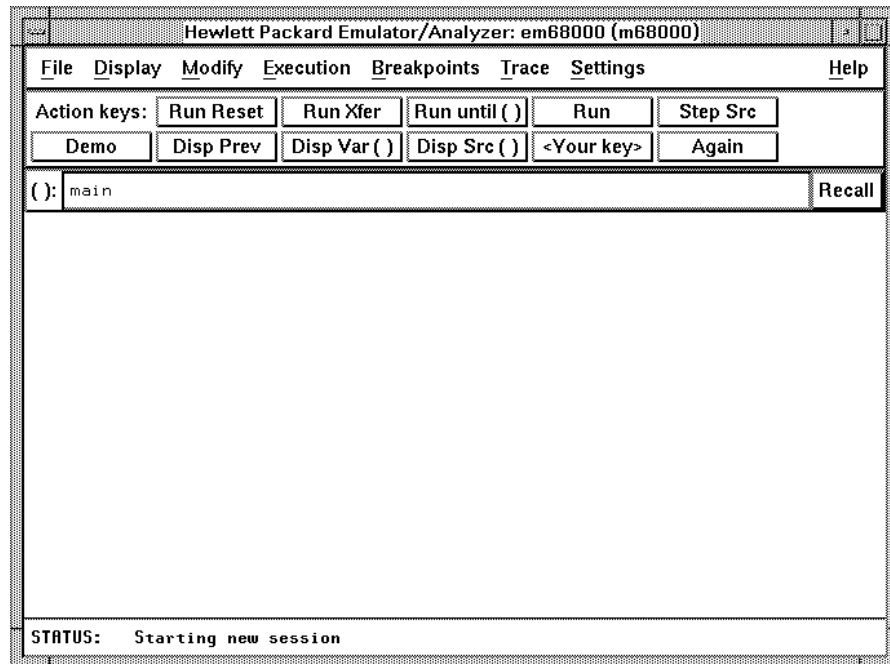 Hewlett Packard Emulator/Analyzer: em68000 (m68000)
File Display Modify Execution Breakpoints Trace Settings Help
Action keys: Run Reset Run Xfer Run until ( ) Run Step Src
Demo Disp Prev Disp Var ( ) Disp Src ( ) <Your key> Again
( ): main Recall
STATUS: Starting new session